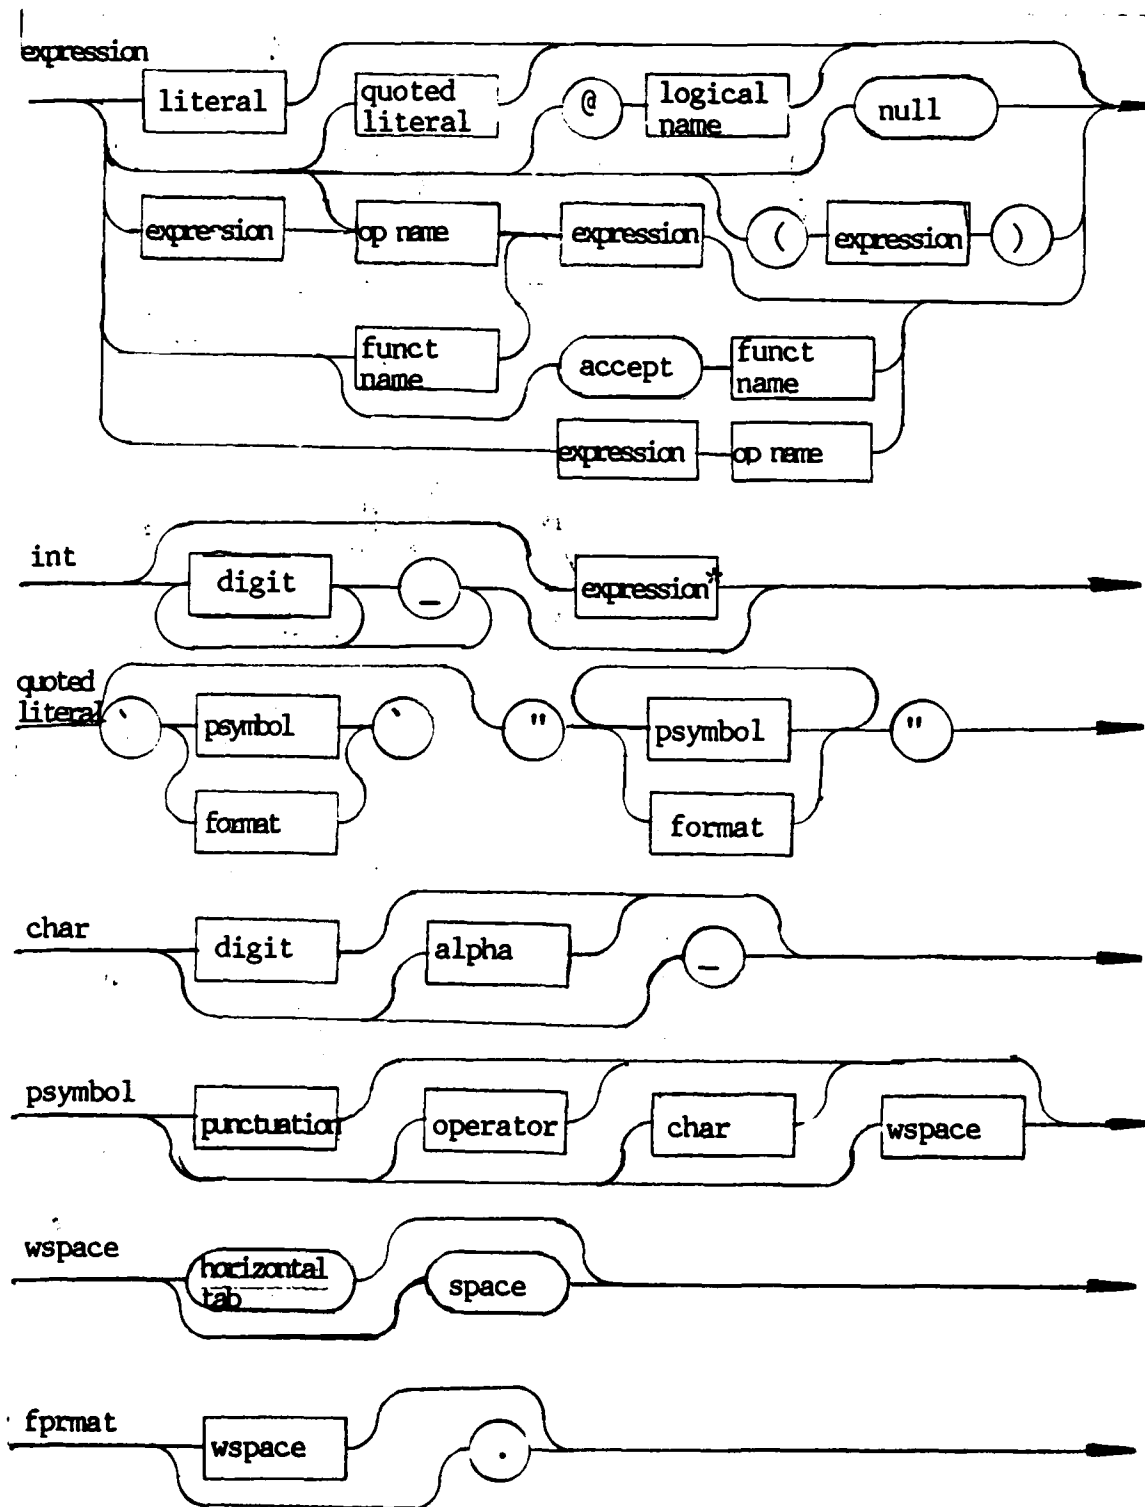 expression
literal
quoted
literal
@
logical
name
null
expression
op name
expression
(
expression
)
funct
name
accept
funct
name
expression
op name
int
digit
_
expression*
quoted
literal
`
psymbol
`
"
psymbol
"
format
format
char
digit
alpha
_
psymbol
punctuation
operator
char
wspace
wspace
horizontal
tab
space
fprmat
wspace
.